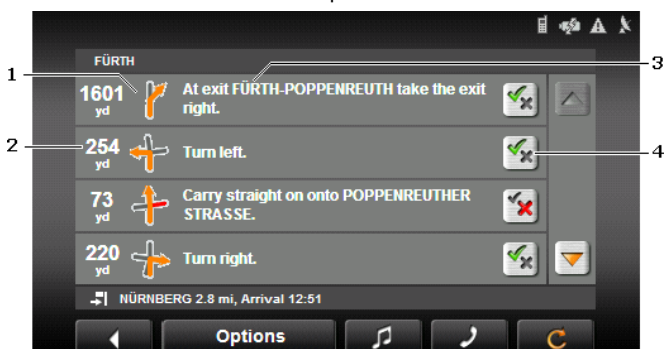 FÜRTH
1
3
1601 yd At exit FÜRTH-POPPENREUTH take the exit
right.
2
254 yd Turn left.
4
73 yd Carry straight on onto POPPENREUTHER
STRASSE.
220 yd Turn right.
NÜRNBERG 2.8 mi, Arrival 12:51
Options
C